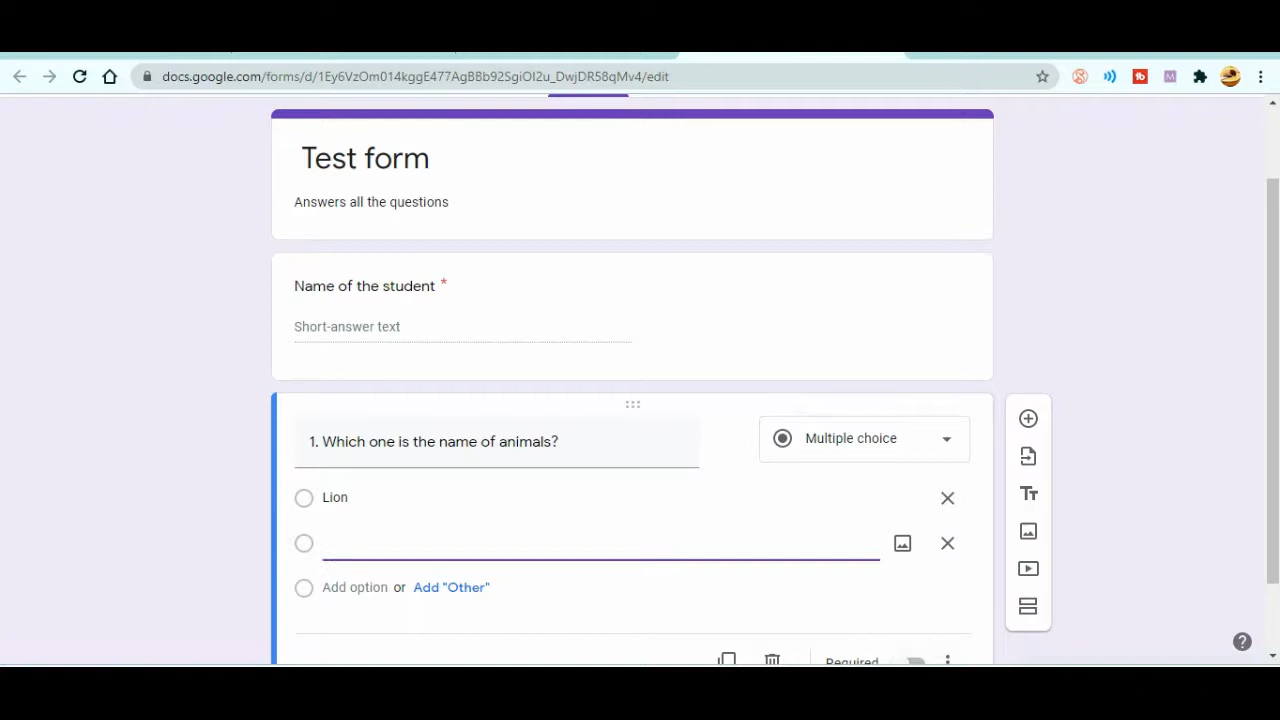 docs.google.com/forms/d/1Ey6VzOm014kggE477AgB8b92SgiOI2u_DwjDR58qMv4/edit
Test form
Answers all the questions
Name of the student *
Short-answer text
1. Which one is the name of animals?
Multiple choice
Lion
Add option or Add "Other"
Required